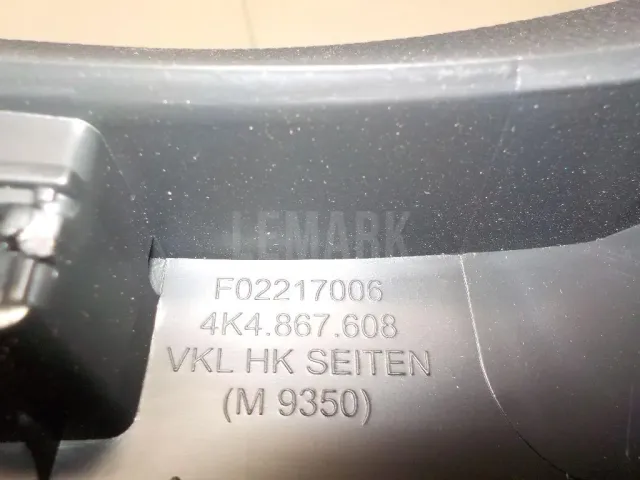 LEMARK
F02217006
4K4.867.608
VKL HK SEITEN
(M 9350)